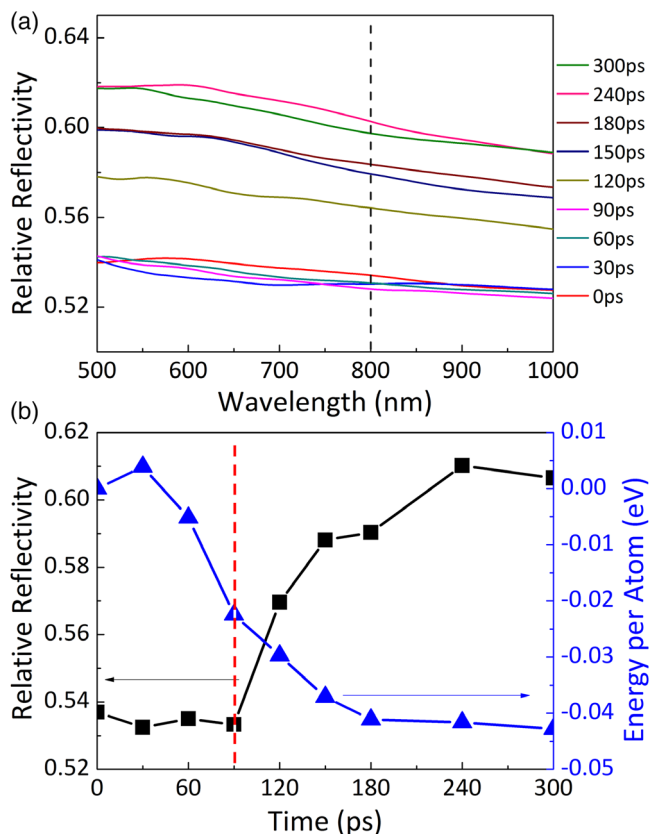 (a)
0.64
0.60
0.56
0.52
Relative Reflectivity
500 600 700 800 900 1000
Wavelength (nm)
300ps
240ps
180ps
150ps
120ps
90ps
60ps
30ps
0ps
(b)
0.62
0.60
0.58
0.56
0.54
0.52
Relative Reflectivity
0 60 120 180 240 300
Time (ps)
0.01
0.00
-0.01
-0.02
-0.03
-0.04
-0.05
Energy per Atom (eV)